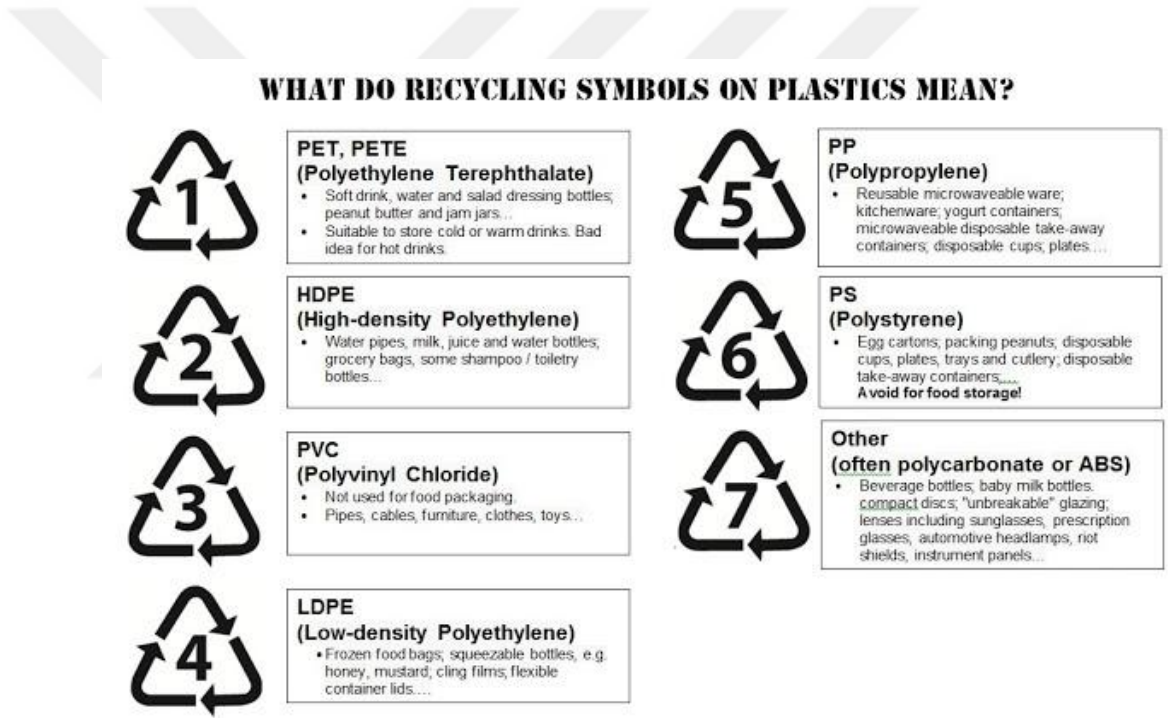 WHAT DO RECYCLING SYMBOLS ON PLASTICS MEAN?
1
PET, PETE
(Polyethylene Terephthalate)
• Soft drink, water and salad dressing bottles;
peanut butter and jam jars…
• Suitable to store cold or warm drinks. Bad
idea for hot drinks.
2
HDPE
(High-density Polyethylene)
• Water pipes, milk, juice and water bottles;
grocery bags, some shampoo / toiletry
bottles…
3
PVC
(Polyvinyl Chloride)
• Not used for food packaging.
• Pipes, cables, furniture, clothes, toys…
4
LDPE
(Low-density Polyethylene)
• Frozen food bags; squeezable bottles, e.g.
honey, mustard; cling films; flexible
container lids….
5
PP
(Polypropylene)
• Reusable microwaveable ware;
kitchenware; yogurt containers;
microwaveable disposable take-away
containers; disposable cups; plates….
6
PS
(Polystyrene)
• Egg cartons; packing peanuts; disposable
cups, plates, trays and cutlery; disposable
take-away containers;….
Avoid for food storage!
7
Other
(often polycarbonate or ABS)
• Beverage bottles; baby milk bottles.
compact discs; "unbreakable" glazing;
lenses including sunglasses, prescription
glasses, automotive headlamps, riot
shields, instrument panels…